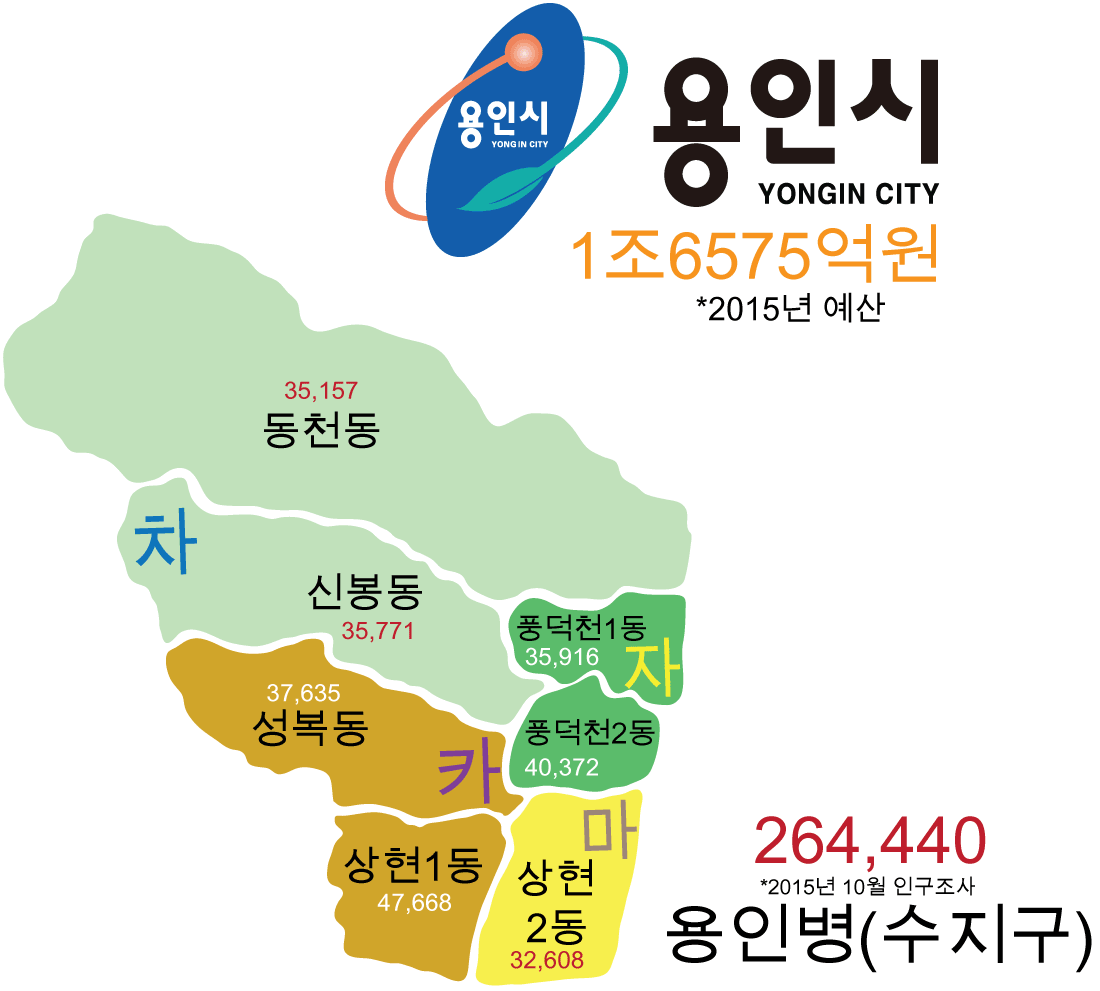 용인시
YONG IN CITY
용인시
YONGIN CITY
1조6575억원
*2015년 예산
35,157
동천동
차
신봉동
35,771
풍덕천1동
35,916
자
37,635
성복동
풍덕천2동
40,372
카
마
상현1동
47,668
상현
2동
32,608
264,440
*2015년 10월 인구조사
용인병(수지구)